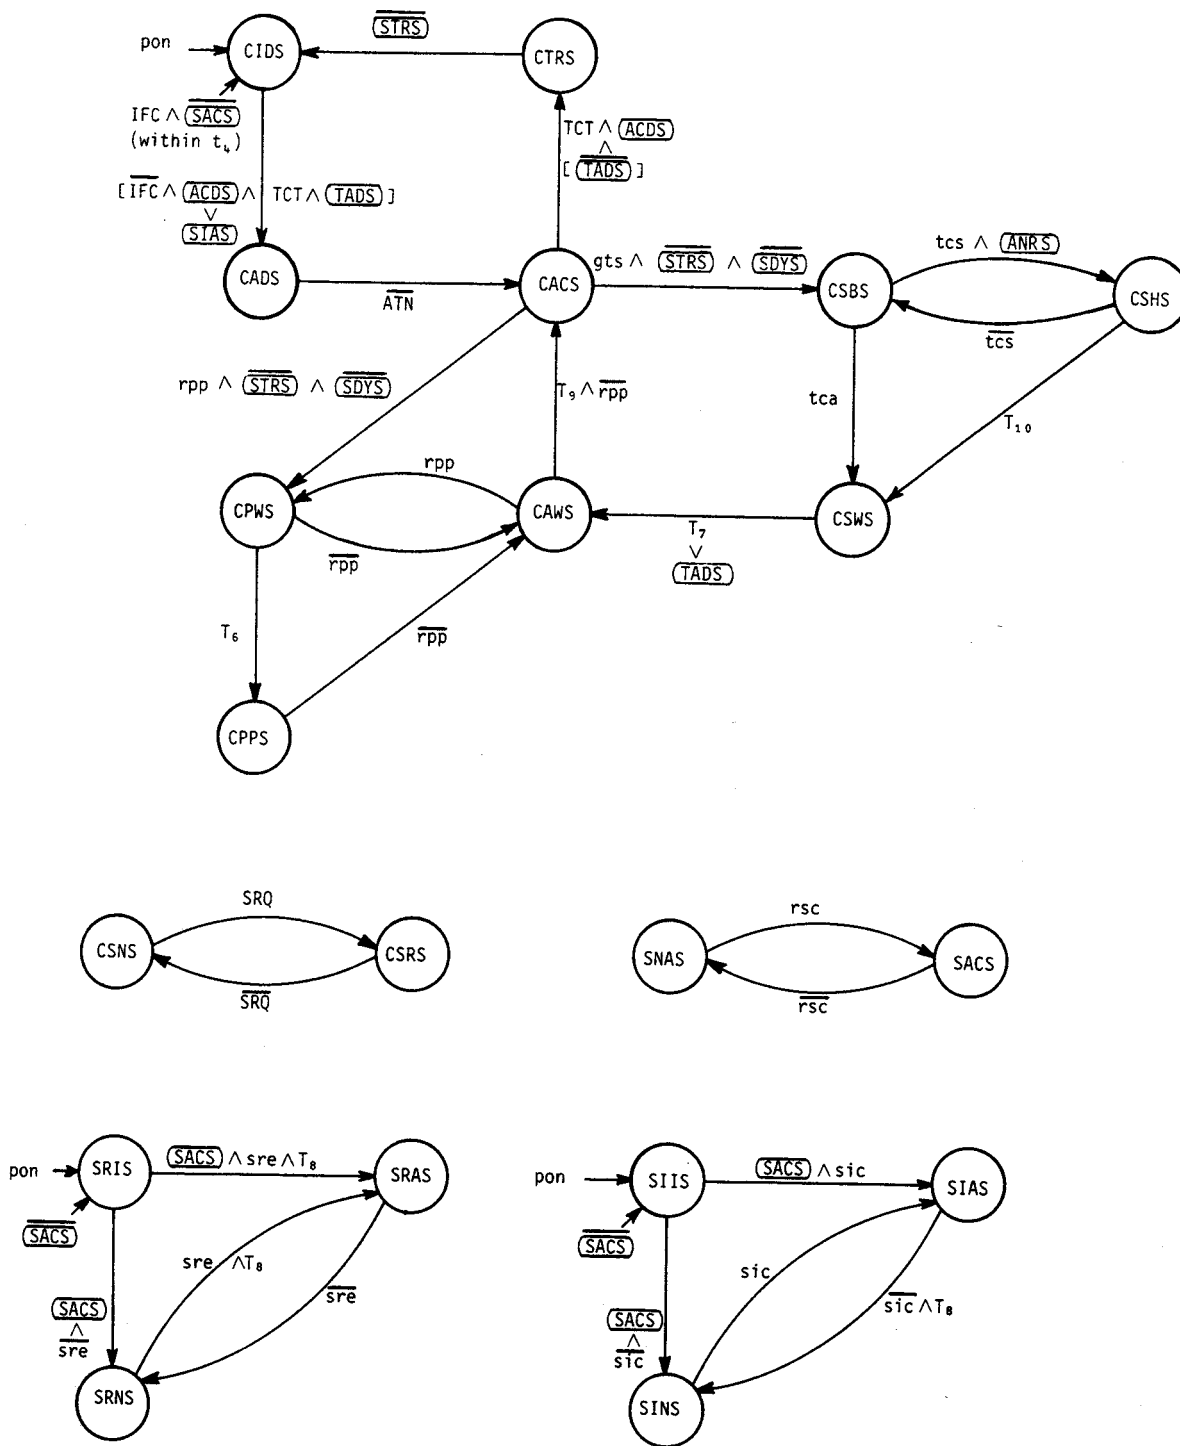 STRS
pon
CIDS
CTRS
IFC ∧ SACS
(within t₄)
TCT ∧ ACDS
∧
[ TADS ]
[ IFC ∧ ACDS ∧ TCT ∧ TADS ]
∨
SIAS
CADS
ATN
CACS
gts ∧ STRS ∧ SDYS
CSBS
tcs ∧ ANRS
CSHS
tcs
rpp ∧ STRS ∧ SDYS
T₉ ∧ rpp
tca
T₁₀
CPWS
rpp
CAWS
CSWS
rpp
T₇
∨
TADS
T₆
rpp
CPPS
SRQ
CSNS
CSRS
SRQ
rsc
SNAS
SACS
rsc
pon
SRIS
SACS ∧ sre ∧ T₈
SRAS
SACS
sre ∧ T₈
sre
SACS
∧
sre
SRNS
pon
SIIS
SACS ∧ sic
SIAS
SACS
sic
sic ∧ T₈
SACS
∧
sic
SINS